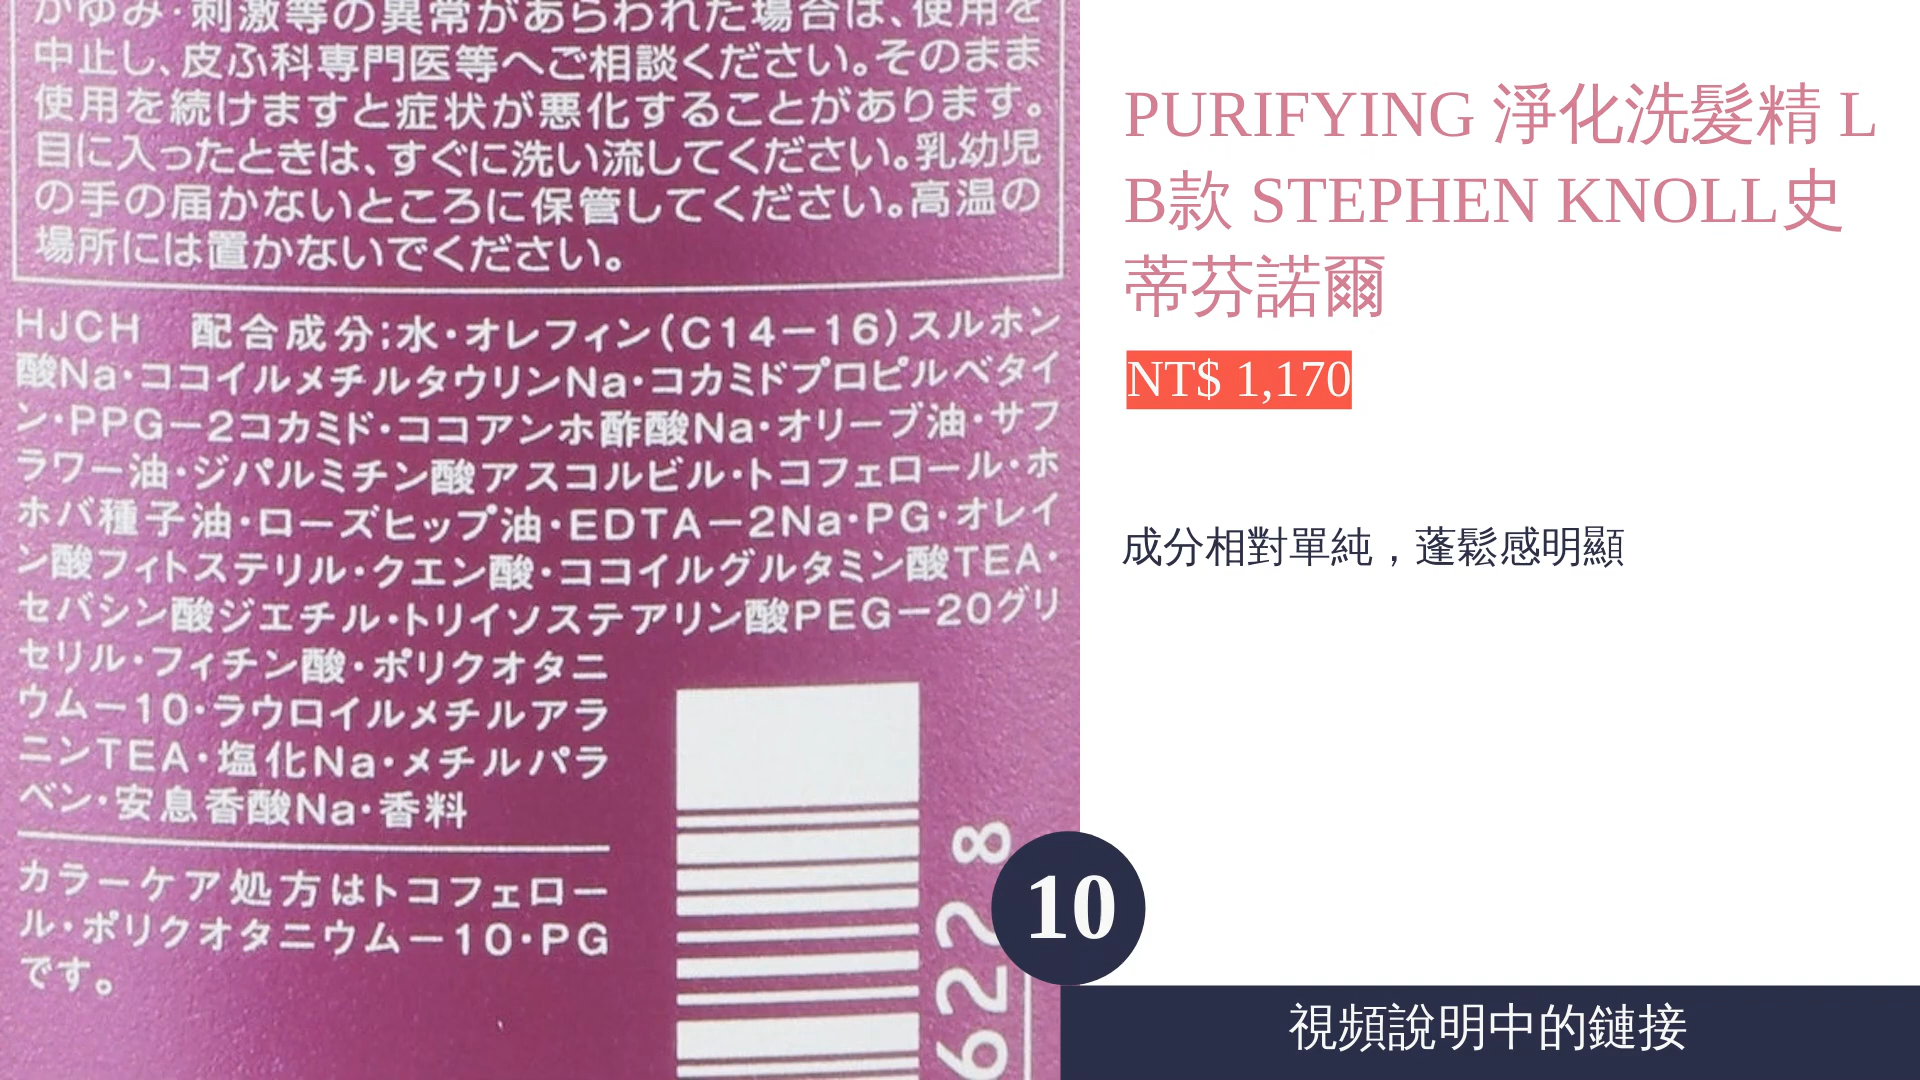 かゆみ・刺激等の異常があらわれた場合は、使用を
中止し、皮ふ科専門医等へご相談ください。そのまま
使用を続けますと症状が悪化することがあります。
目に入ったときは、すぐに洗い流してください。乳幼児
の手の届かないところに保管してください。高温の
場所には置かないでください。
HJCH 配合成分;水・オレフィン(C14-16)スルホン
酸Na・ココイルメチルタウリンNa・コカミドプロピルベタイ
ン・PPG-2コカミド・ココアンホ酢酸Na・オリーブ油・サフ
ラワー油・ジパルミチン酸アスコルビル・トコフェロール・ホ
ホバ種子油・ローズヒップ油・EDTA-2Na・PG・オレイ
ン酸フィトステリル・クエン酸・ココイルグルタミン酸TEA・
セバシン酸ジエチル・トリイソステアリン酸PEG-20グリ
セリル・フィチン酸・ポリクオタニ
ウム-10・ラウロイルメチルアラ
ニンTEA・塩化Na・メチルパラ
ベン・安息香酸Na・香料
カラーケア処方はトコフェロー
ル・ポリクオタニウム-10・PG
です。
6228
PURIFYING 淨化洗髮精 L
B款 STEPHEN KNOLL史
蒂芬諾爾
NT$ 1,170
成分相對單純，蓬鬆感明顯
10
視頻說明中的鏈接